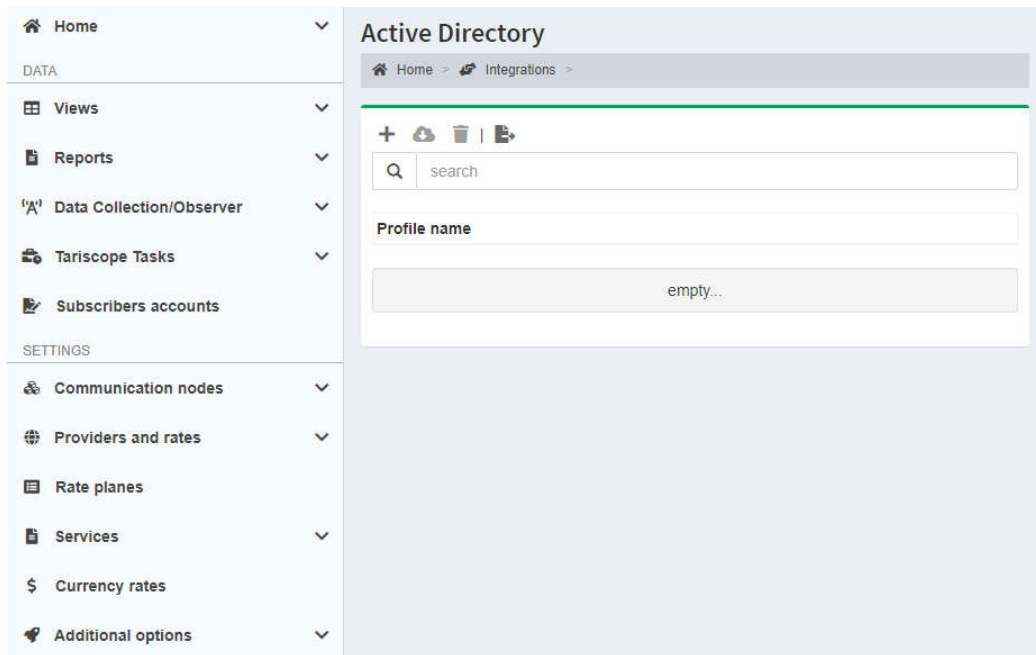 Home
DATA
Views
Reports
Data Collection/Observer
Tariscope Tasks
Subscribers accounts
SETTINGS
Communication nodes
Providers and rates
Rate planes
Services
Currency rates
Additional options
Active Directory
Home > Integrations >
|
search
Profile name
empty...